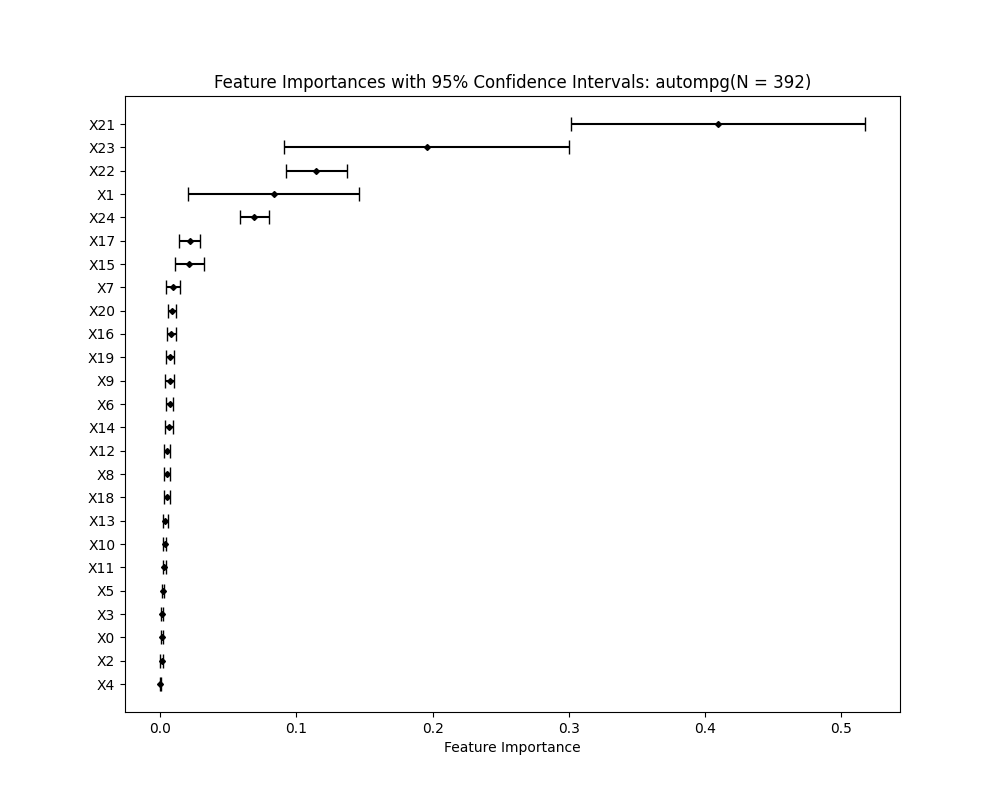 Feature Importances with 95% Confidence Intervals: autompg(N = 392)
X21
X23
X22
X1
X24
X17
X15
X7
X20
X16
X19
X9
X6
X14
X12
X8
X18
X13
X10
X11
X5
X3
X0
X2
X4
0.0 0.1 0.2 0.3 0.4 0.5
Feature Importance